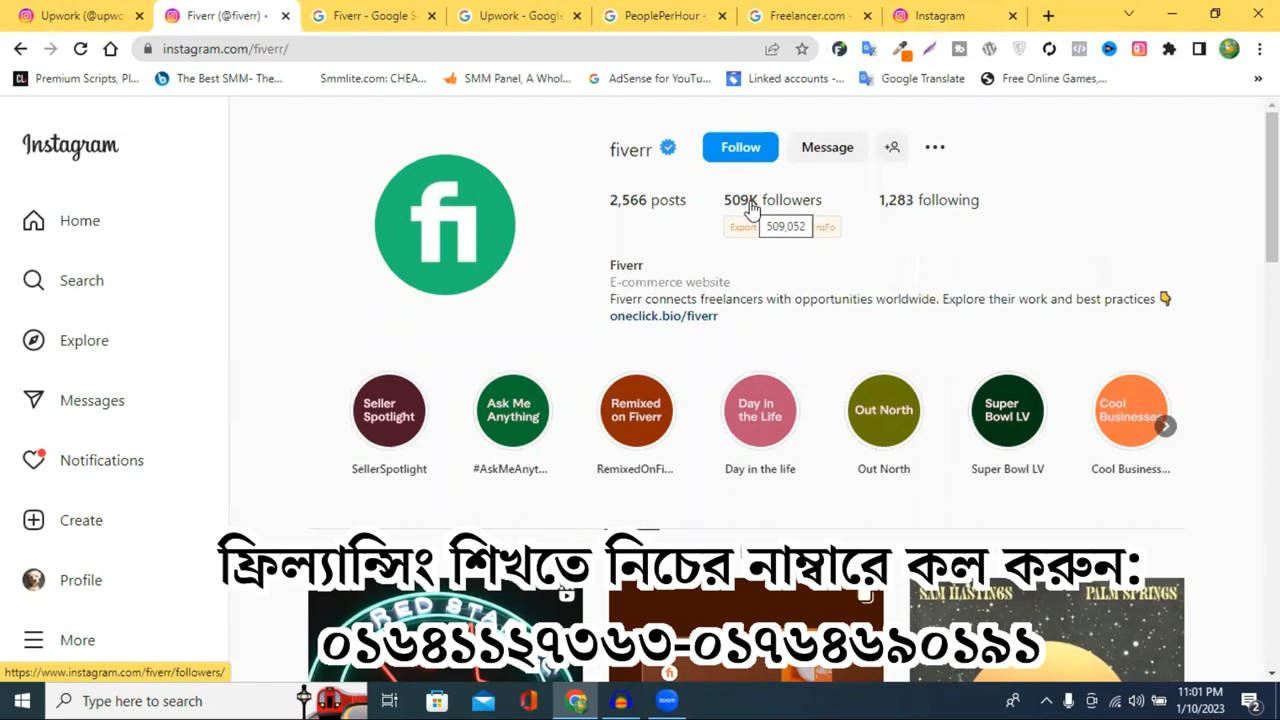 Upwork (@upwo
Fiverr (@fiverr) •
Fiverr - Google S
Upwork - Googl
PeoplePerHour -
Freelancer.com -
Instagram
instagram.com/fiverr/
Premium Scripts, Pl...
The Best SMM- The...
Smmlite.com: CHEA...
SMM Panel, A Whol...
AdSense for YouTu...
Linked accounts -...
Google Translate
Free Online Games,...
Instagram
fiverr
Follow
Message
2,566 posts
509K followers
1,283 following
Export
509,052
nsFo
Home
Search
Explore
Messages
Notifications
Create
Profile
More
Fiverr
E-commerce website
Fiverr connects freelancers with opportunities worldwide. Explore their work and best practices 👇
oneclick.bio/fiverr
Seller
Spotlight
Ask Me
Anything
Remixed
on Fiverr
Day in
the Life
Out North
Super
Bowl LV
Cool
Businesses
SellerSpotlight
#AskMeAnyt...
RemixedOnFi...
Day in the life
Out North
Super Bowl LV
Cool Business...
ফ্রিল্যান্সিং শিখতে নিচের নাম্বারে কল করুন:
০১৬৪১১২৭৩৬৩-০১৭৬৪৬৯০১৯১
RED STA
SAM HASTINGS
PALM SPRINGS
https://www.instagram.com/fiverr/followers/
Type here to search
11:01 PM
1/10/2023